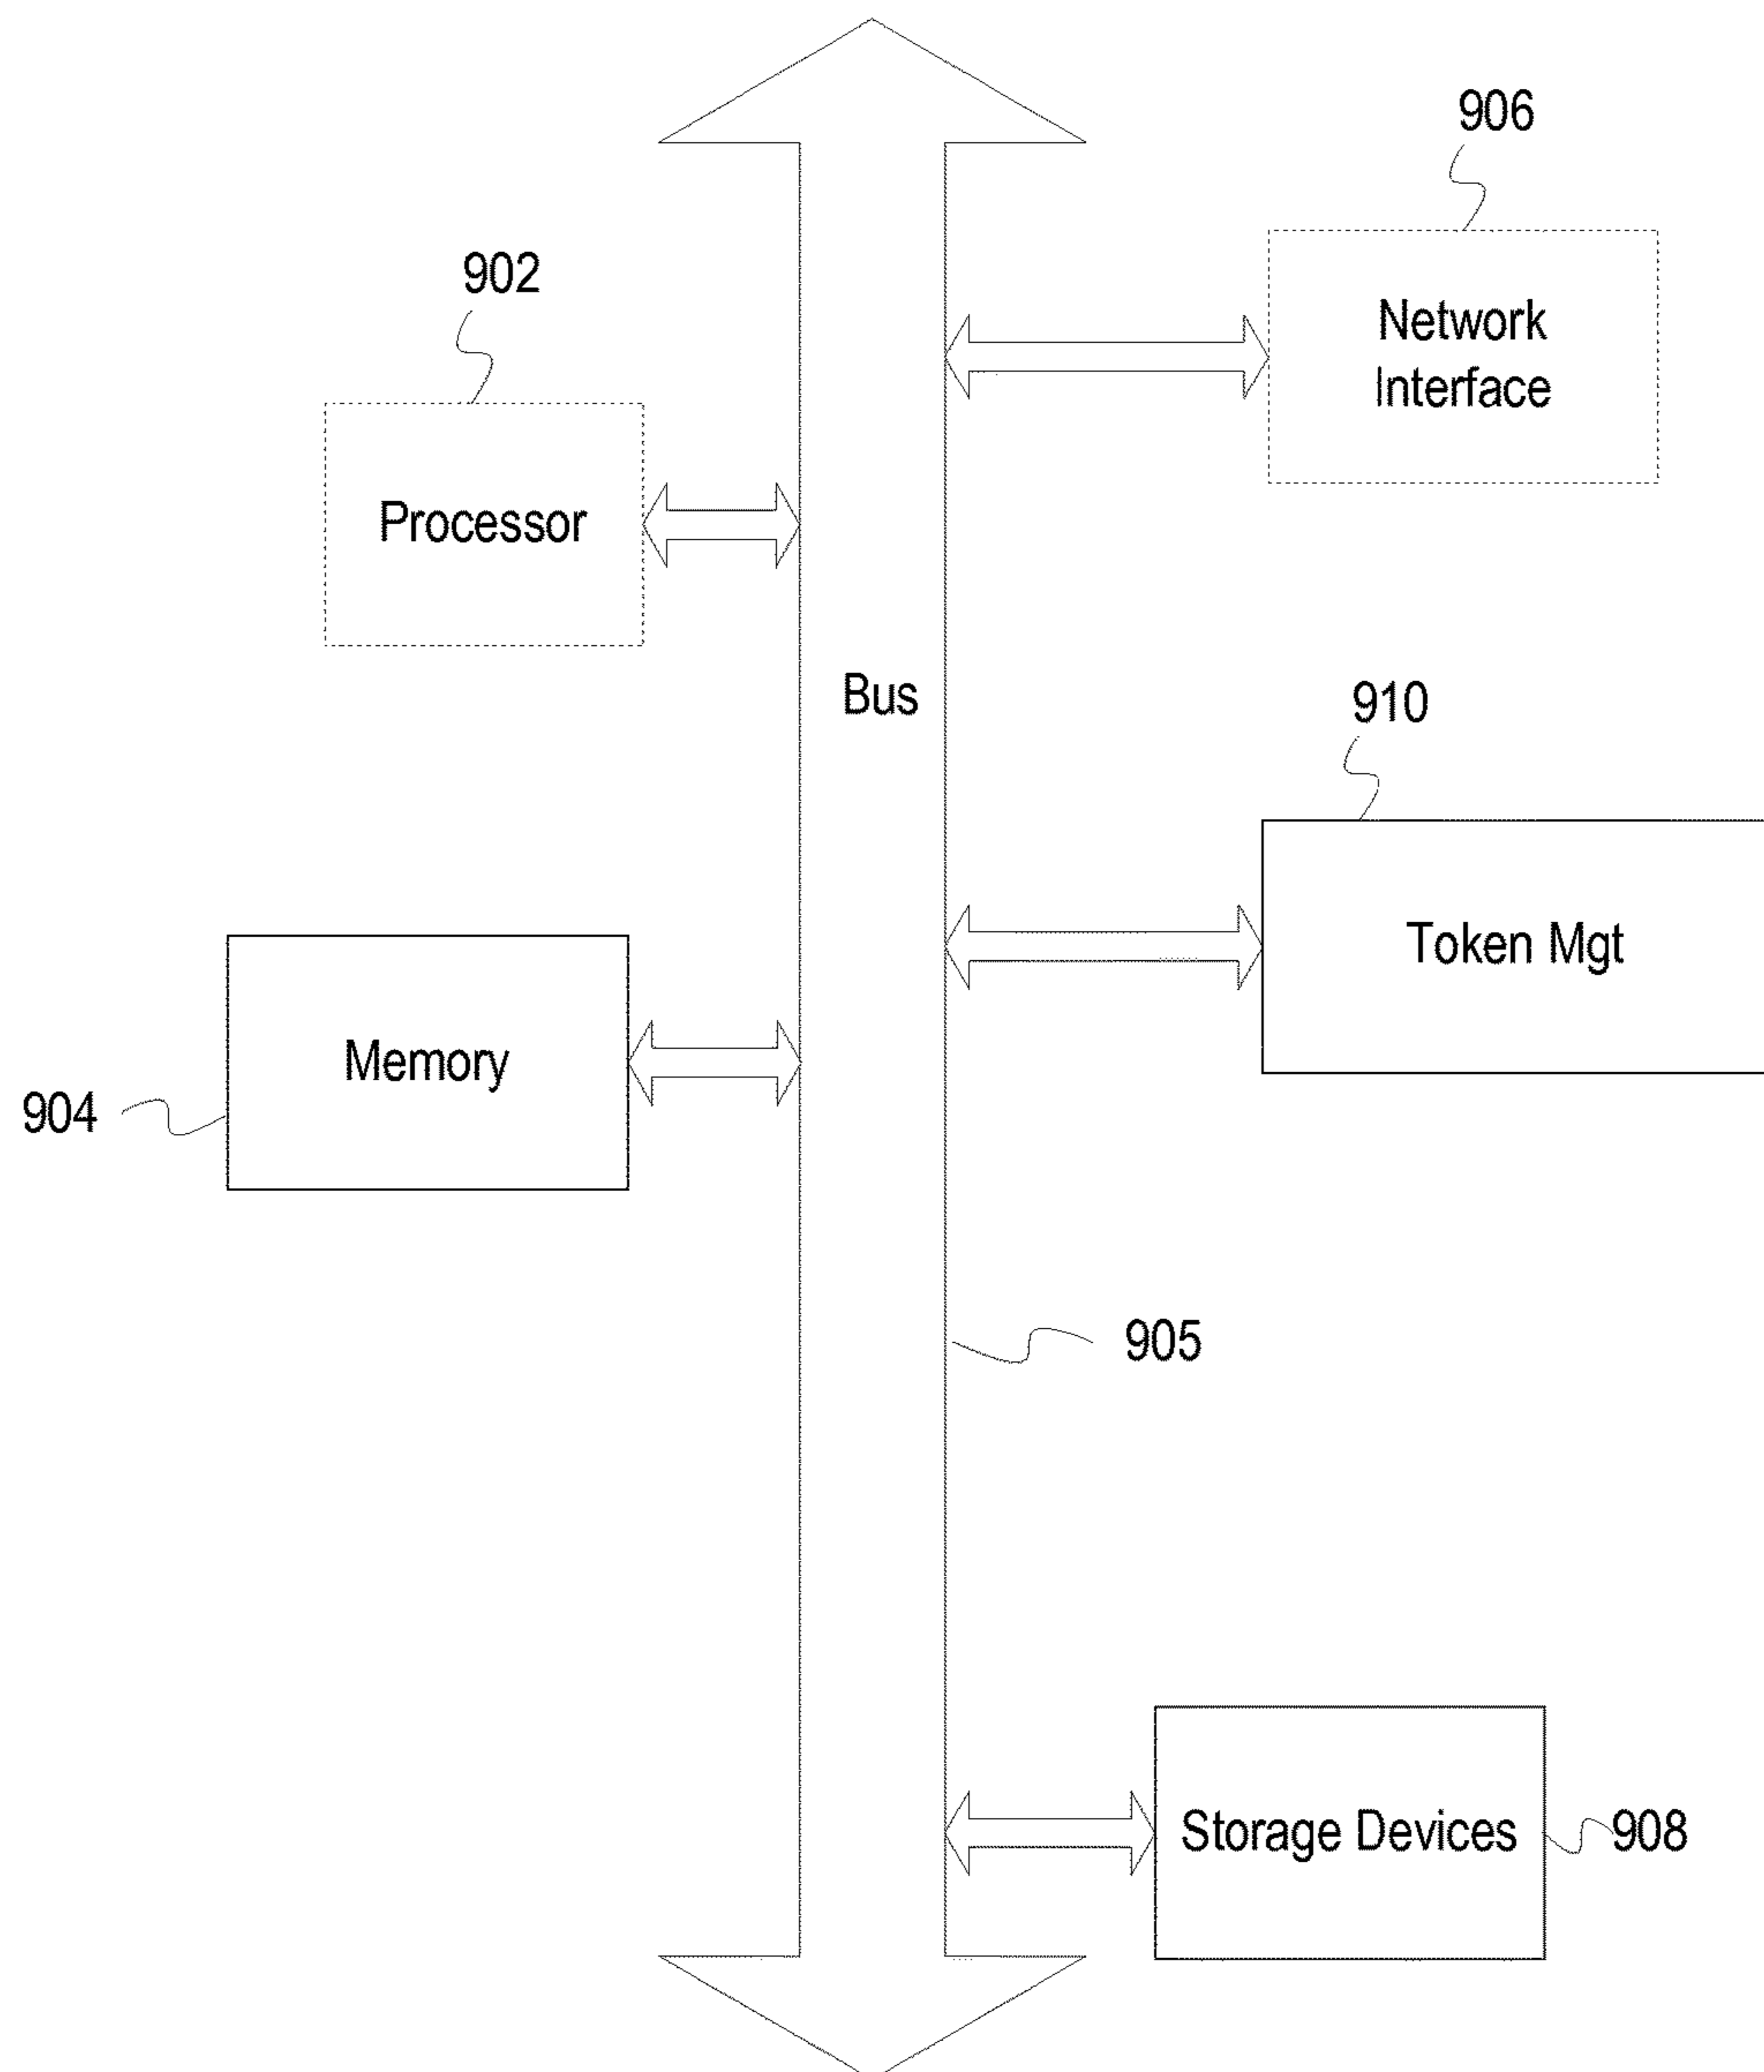 906
902
Network
Interface
Processor
Bus
910
Token Mgt
Memory
904
905
Storage Devices
908